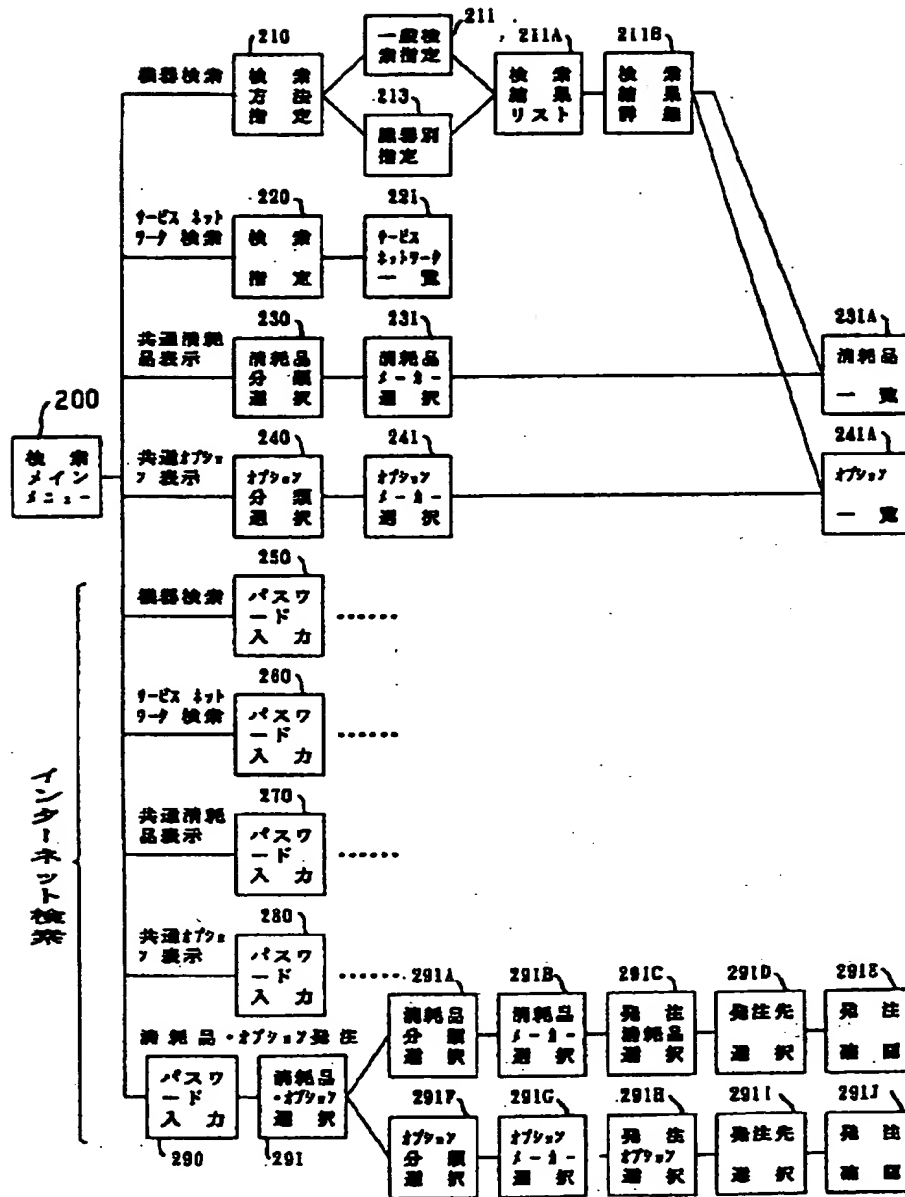 211
210
211A
211B
一般検
索指定
機器検索
検索
方法
指定
213
検索
結果
リスト
検索
結果
詳細
機器別
指定
サービス ネット
ワーク 検索
220
221
検索
指定
サービス
ネットワーク
一覧
共通消耗
品表示
230
231
231A
消耗品
分類
選択
消耗品
メーカー
選択
消耗品
一覧
200
検索
メイン
メニュー
共通オプショ
ン 表示
240
241
241A
オプション
分類
選択
オプション
メーカー
選択
オプション
一覧
250
機器検索
パスワ
ード
入力
……
260
サービス ネット
ワーク 検索
パスワ
ード
入力
……
インターネット検索
270
共通消耗
品表示
パスワ
ード
入力
……
280
共通オプショ
ン 表示
パスワ
ード
入力
……
消耗品・オプション発注
291A
291B
291C
291D
291E
消耗品
分類
選択
消耗品
メーカー
選択
発注
消耗品
選択
発注先
選択
発注
確認
パスワ
ード
入力
消耗品
・オプション
選択
290
291
291F
291G
291H
291I
291J
オプション
分類
選択
オプション
メーカー
選択
発注
オプション
選択
発注先
選択
発注
確認